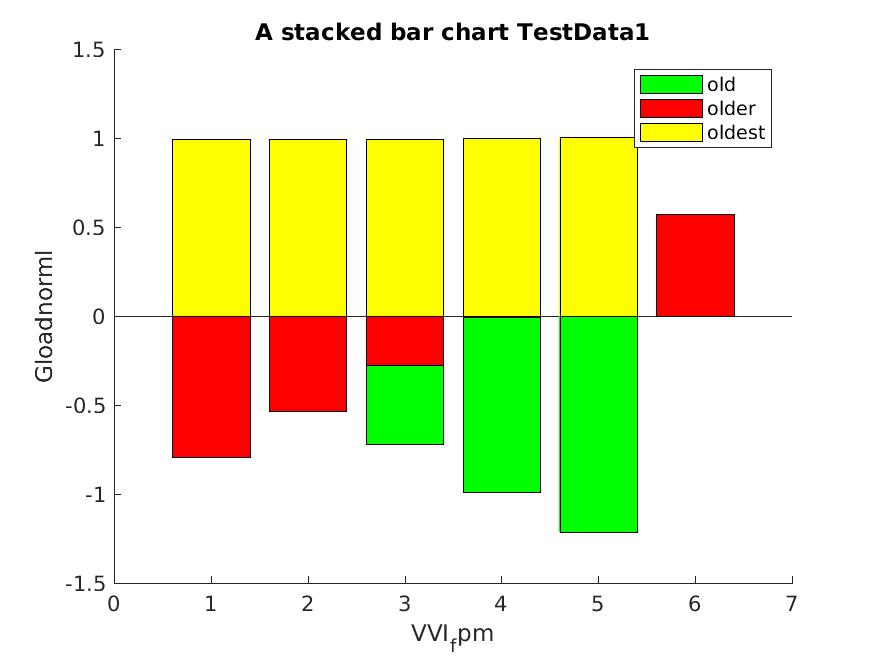 A stacked bar chart TestData1
1.5
1
0.5
0
-0.5
-1
-1.5
Gloadnorml
old
older
oldest
0 1 2 3 4 5 6 7
VVI_fpm